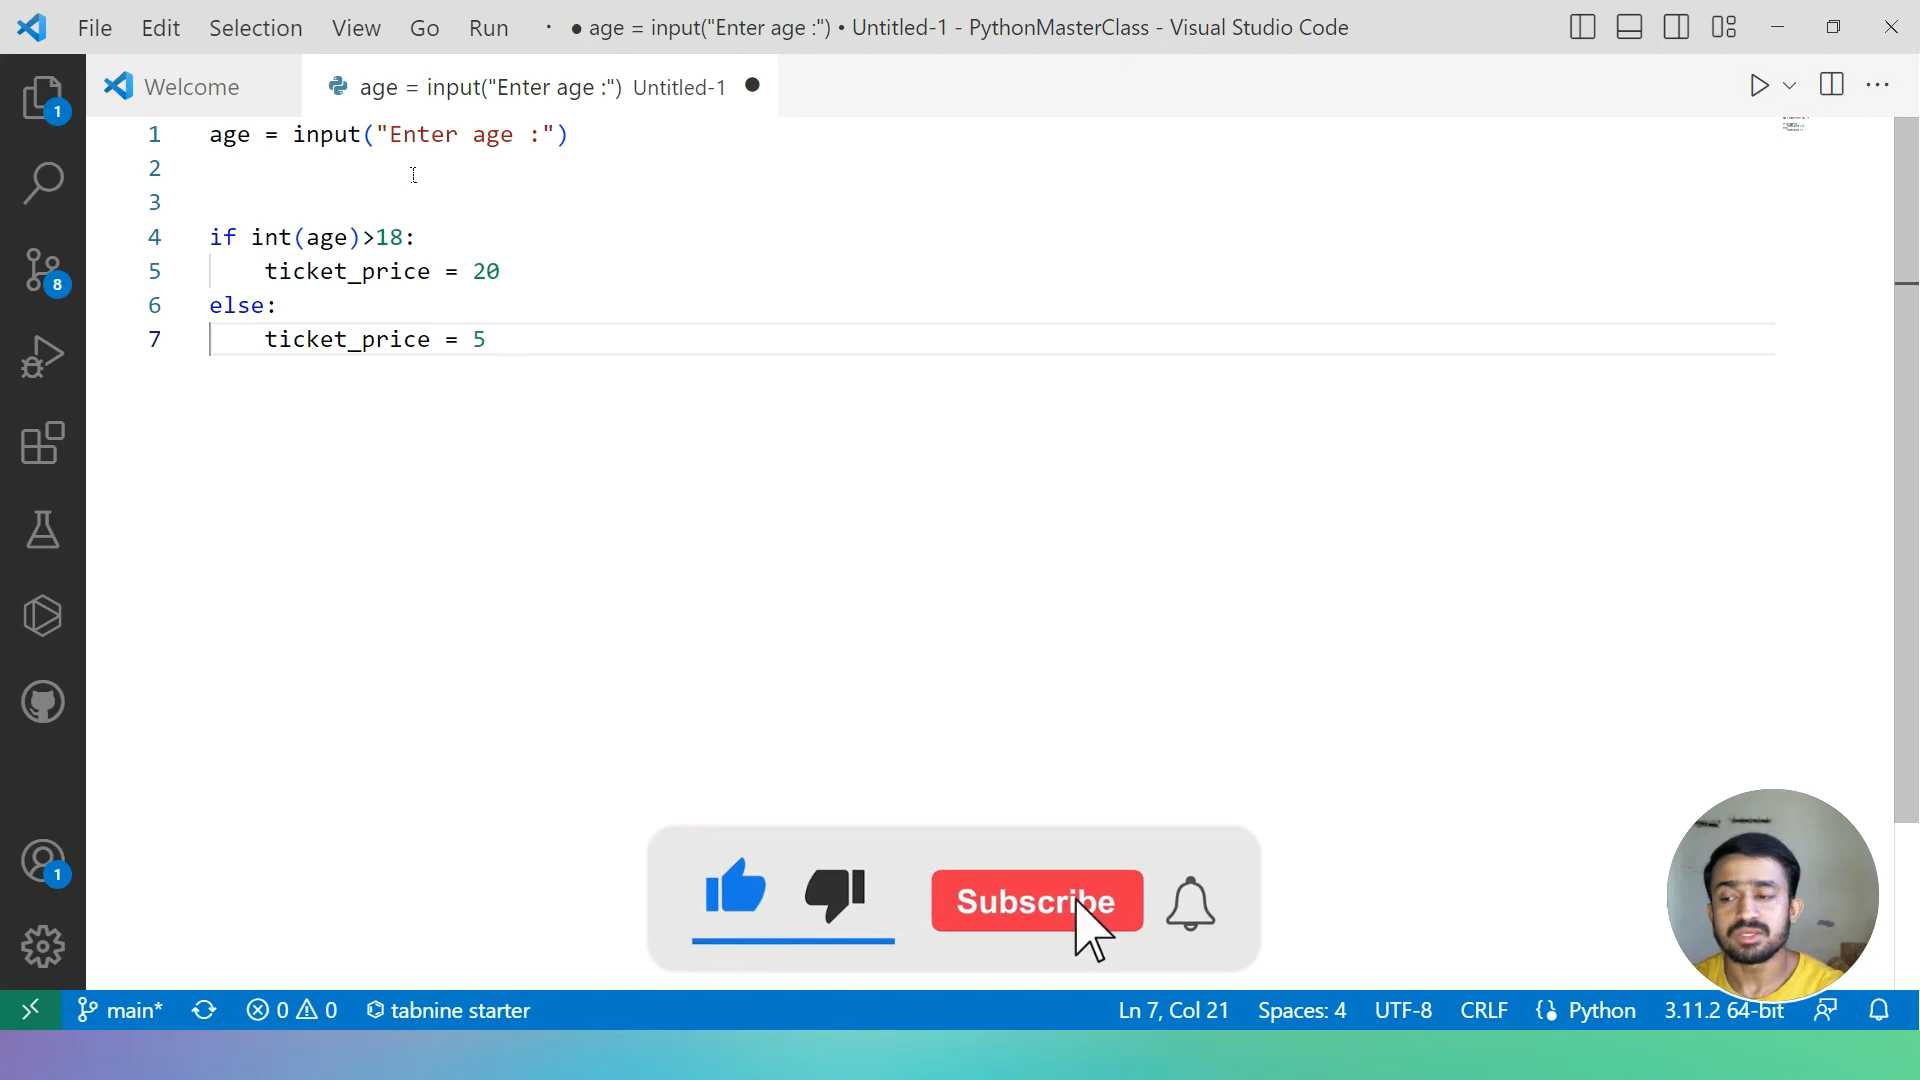 File Edit Selection View Go Run · ● age = input("Enter age :") • Untitled-1 - PythonMasterClass - Visual Studio Code
Welcome age = input("Enter age :") Untitled-1 ●
1 age = input("Enter age :")
2
3
4 if int(age)>18:
5 ticket_price = 20
6 else:
7 ticket_price = 5
1
8
1
Subscribe
main* 0 0 tabnine starter Ln 7, Col 21 Spaces: 4 UTF-8 CRLF {} Python 3.11.2 64-bit